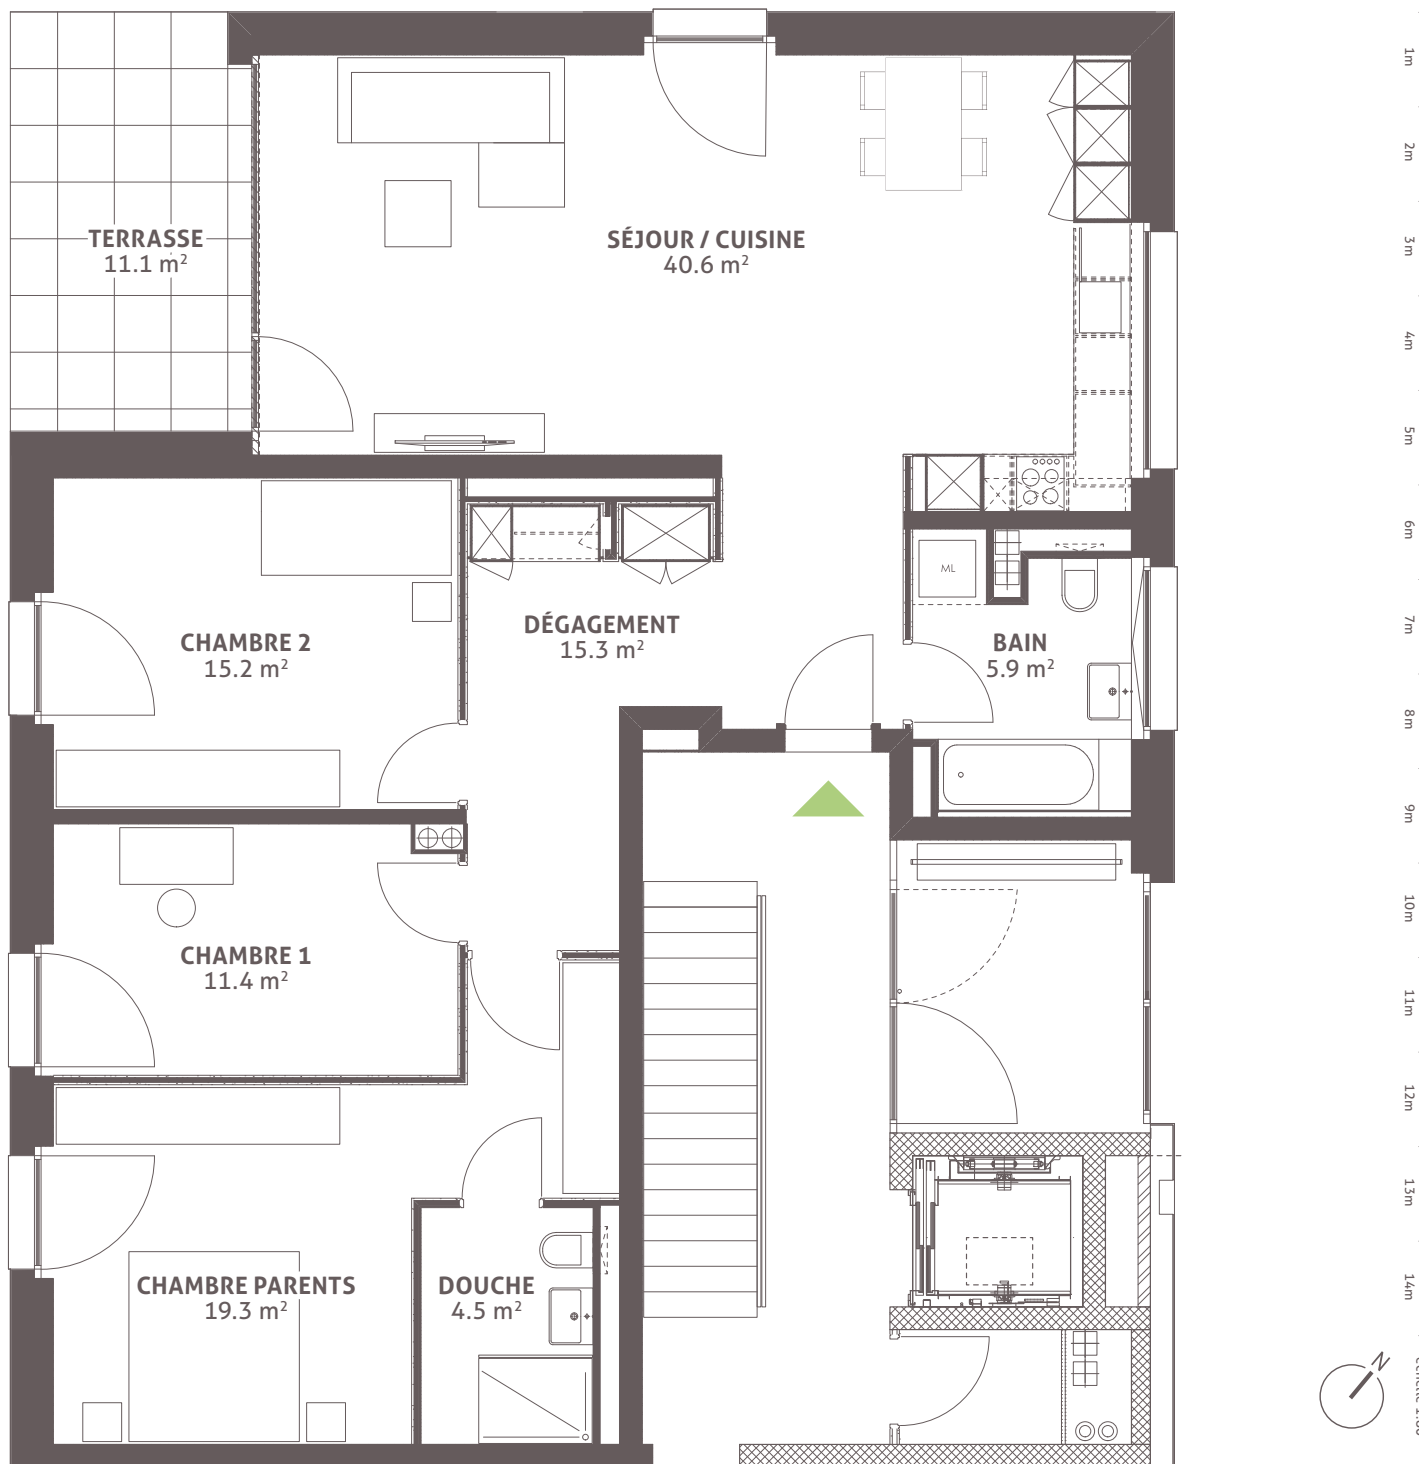 TERRASSE
11.1 m²
SÉJOUR / CUISINE
40.6 m²
CHAMBRE 2
15.2 m²
DÉGAGEMENT
15.3 m²
ML
BAIN
5.9 m²
CHAMBRE 1
11.4 m²
CHAMBRE PARENTS
19.3 m²
DOUCHE
4.5 m²
1m
2m
3m
4m
5m
6m
7m
8m
9m
10m
11m
12m
13m
14m
N